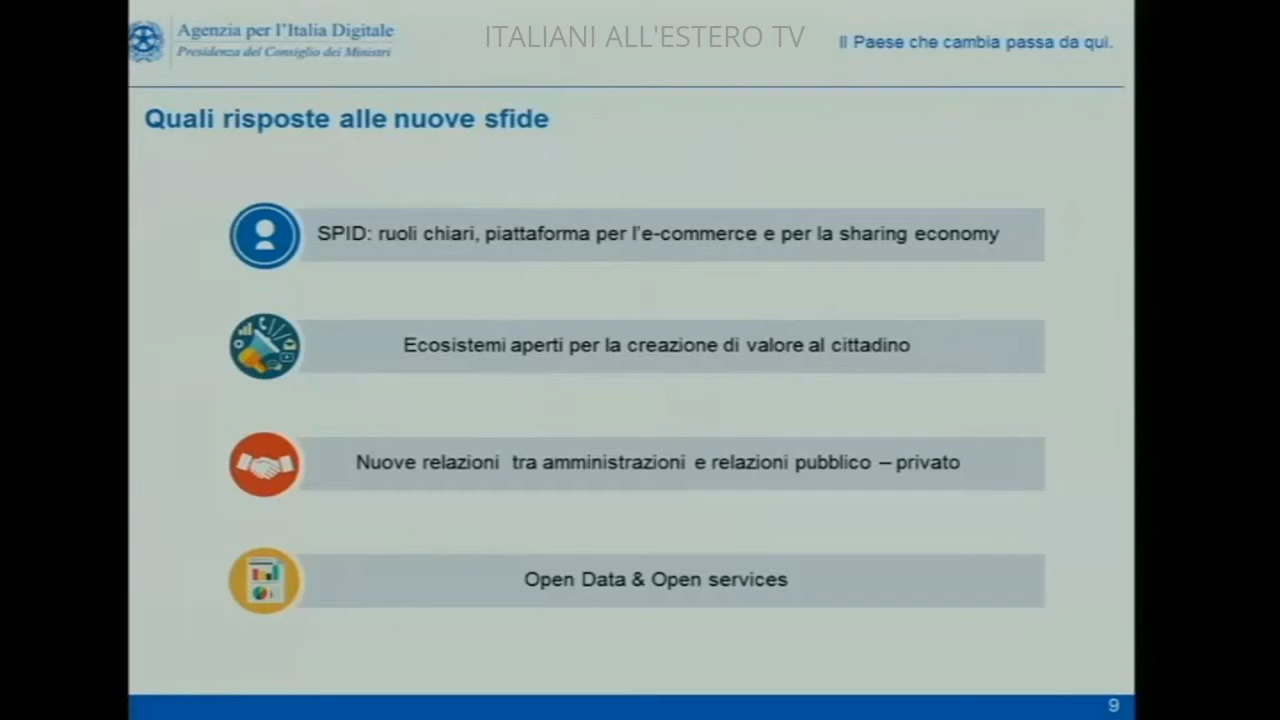 Agenzia per l'Italia Digitale
Presidenza del Consiglio dei Ministri
ITALIANI ALL'ESTERO TV
Il Paese che cambia passa da qui.
Quali risposte alle nuove sfide
SPID: ruoli chiari, piattaforma per l'e-commerce e per la sharing economy
Ecosistemi aperti per la creazione di valore al cittadino
Nuove relazioni tra amministrazioni e relazioni pubblico – privato
Open Data & Open services
9